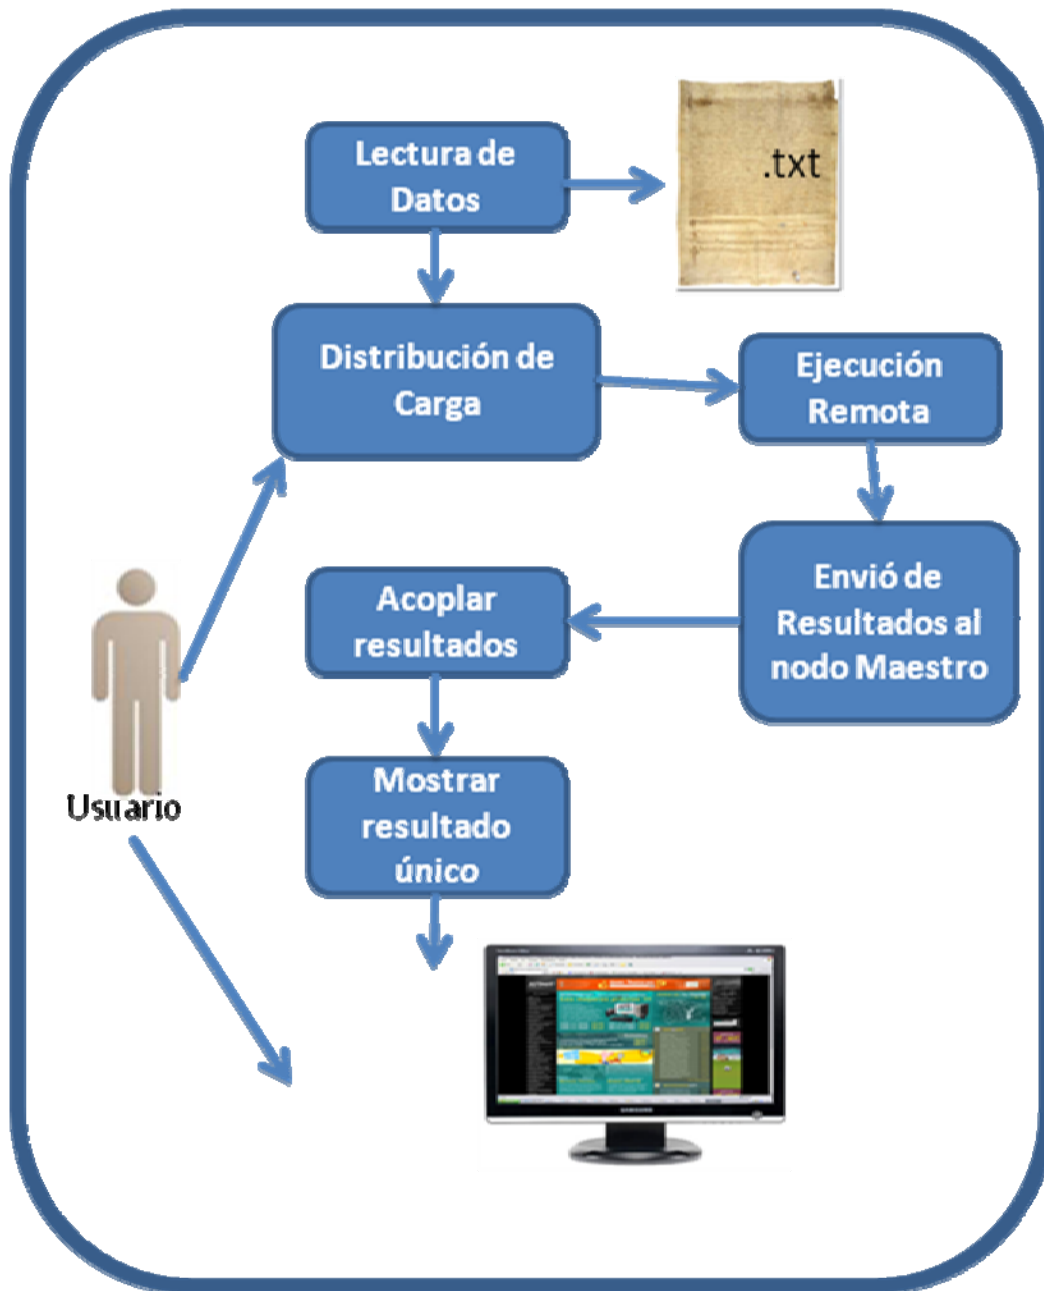 Lectura de
Datos
.txt
Distribución de
Carga
Ejecución
Remota
Envió de
Resultados al
nodo Maestro
Acoplar
resultados
Mostrar
resultado
único
Usuario